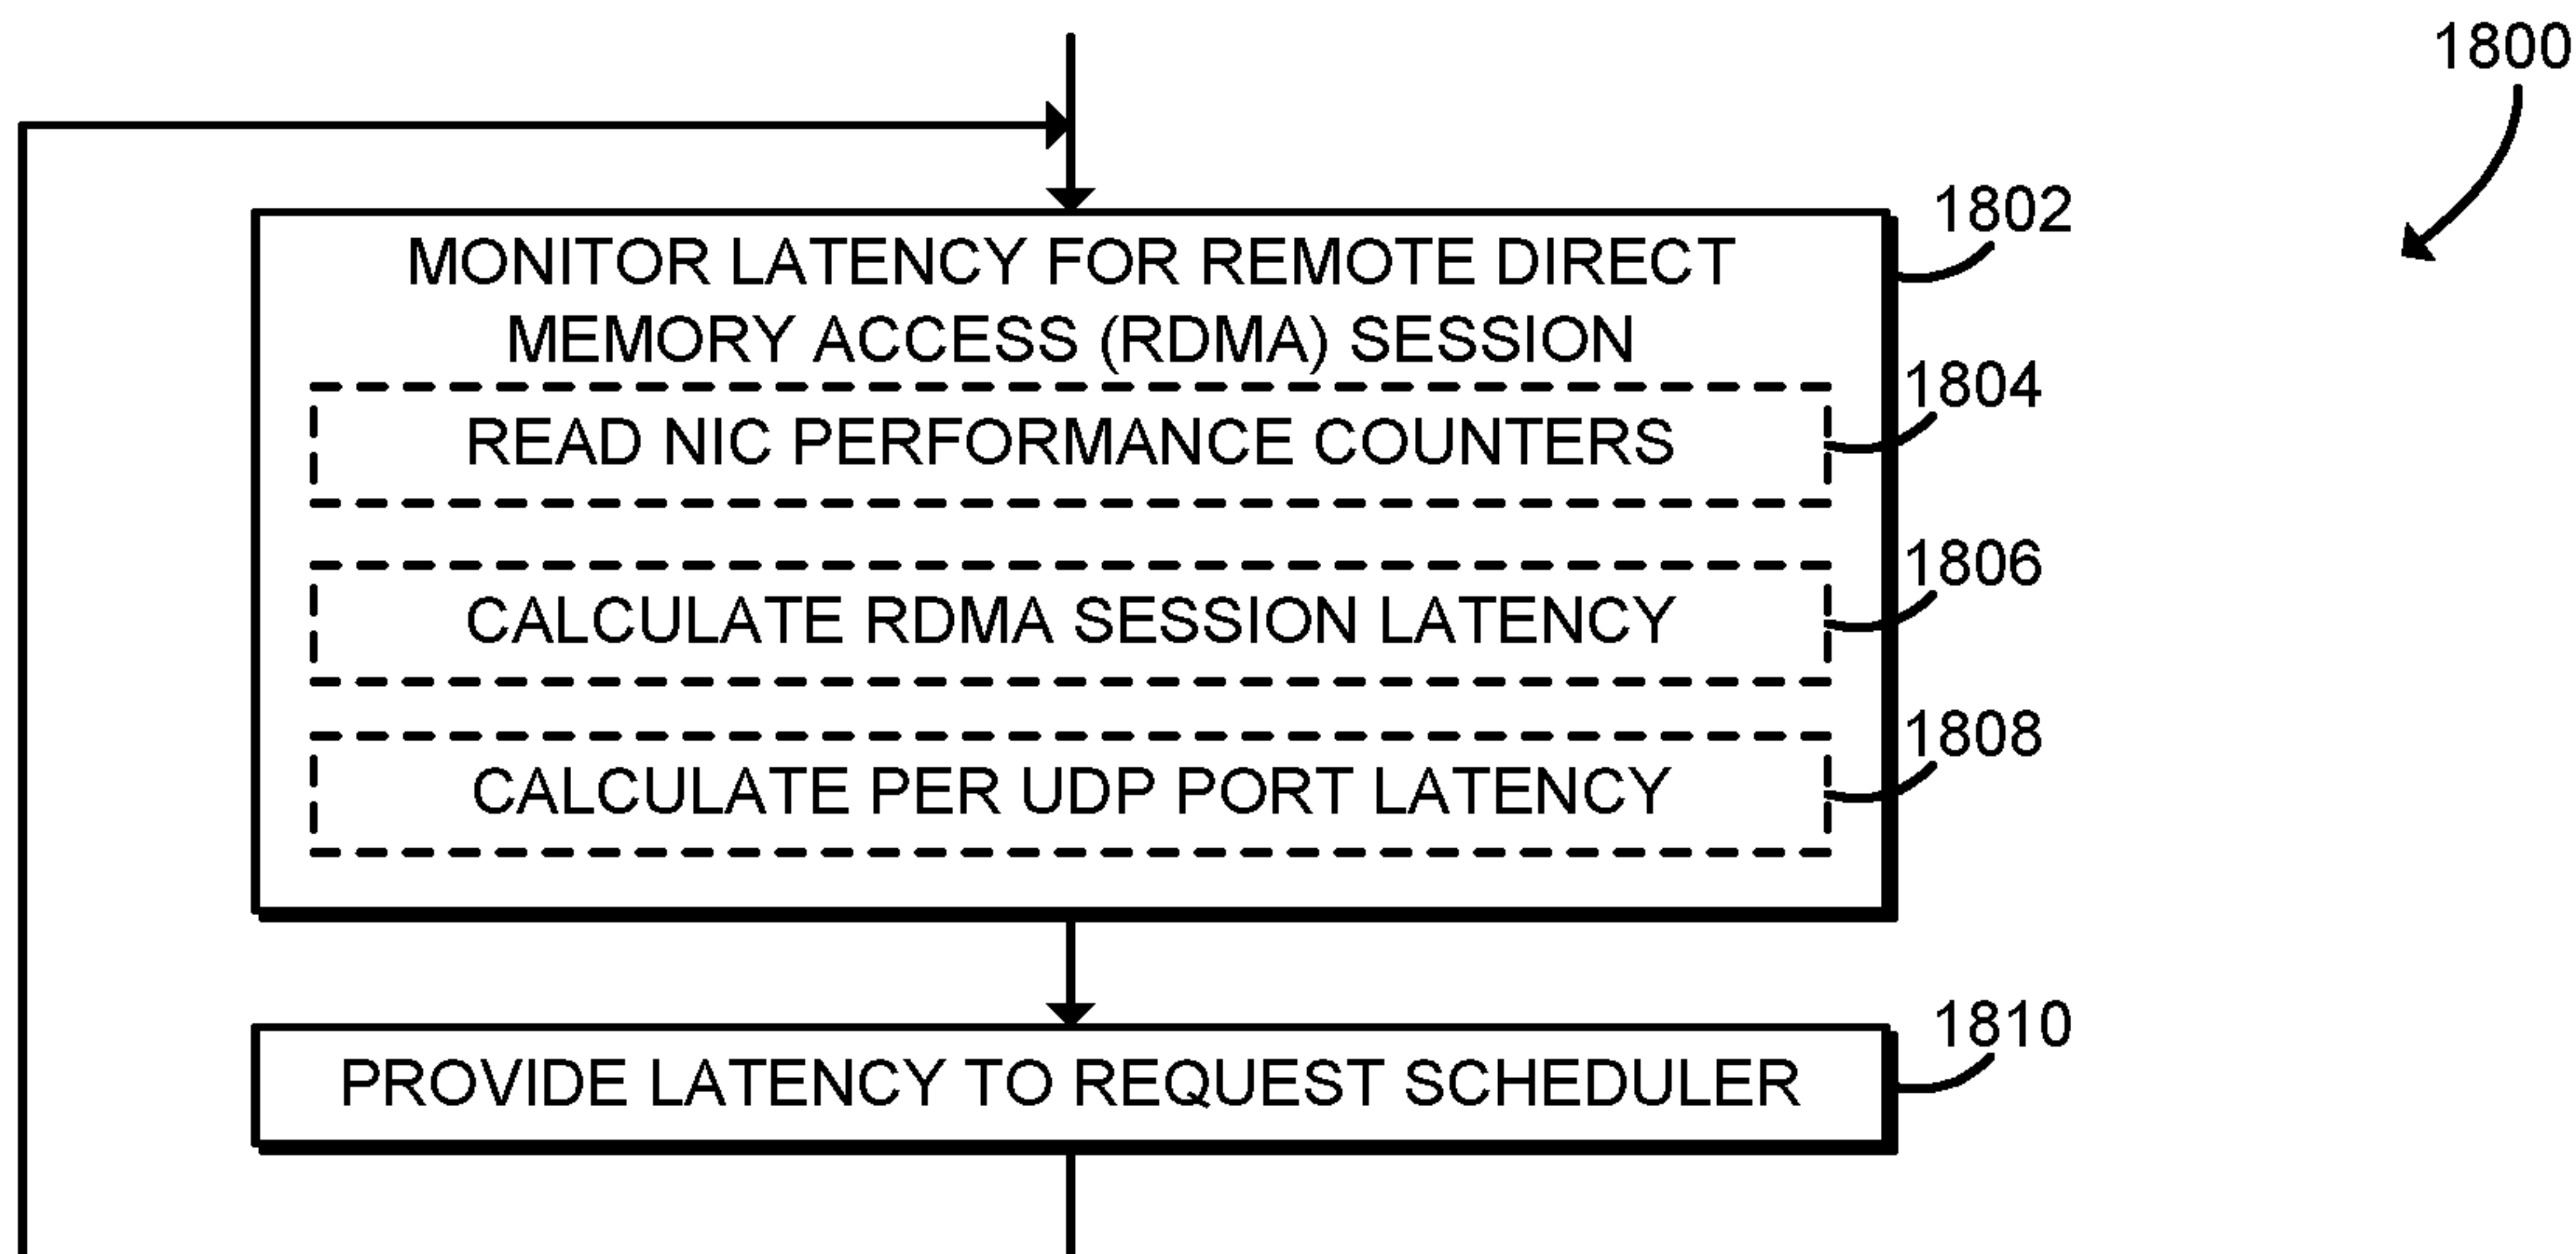 1800
1802
MONITOR LATENCY FOR REMOTE DIRECT
MEMORY ACCESS (RDMA) SESSION
1804
READ NIC PERFORMANCE COUNTERS
1806
CALCULATE RDMA SESSION LATENCY
1808
CALCULATE PER UDP PORT LATENCY
1810
PROVIDE LATENCY TO REQUEST SCHEDULER